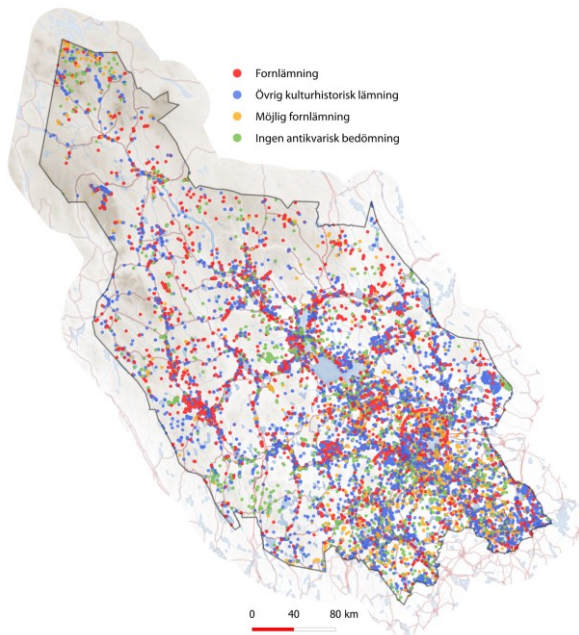 Fornlämning
Övrig kulturhistorisk lämning
Möjlig fornlämning
Ingen antikvarisk bedömning
0 40 80 km